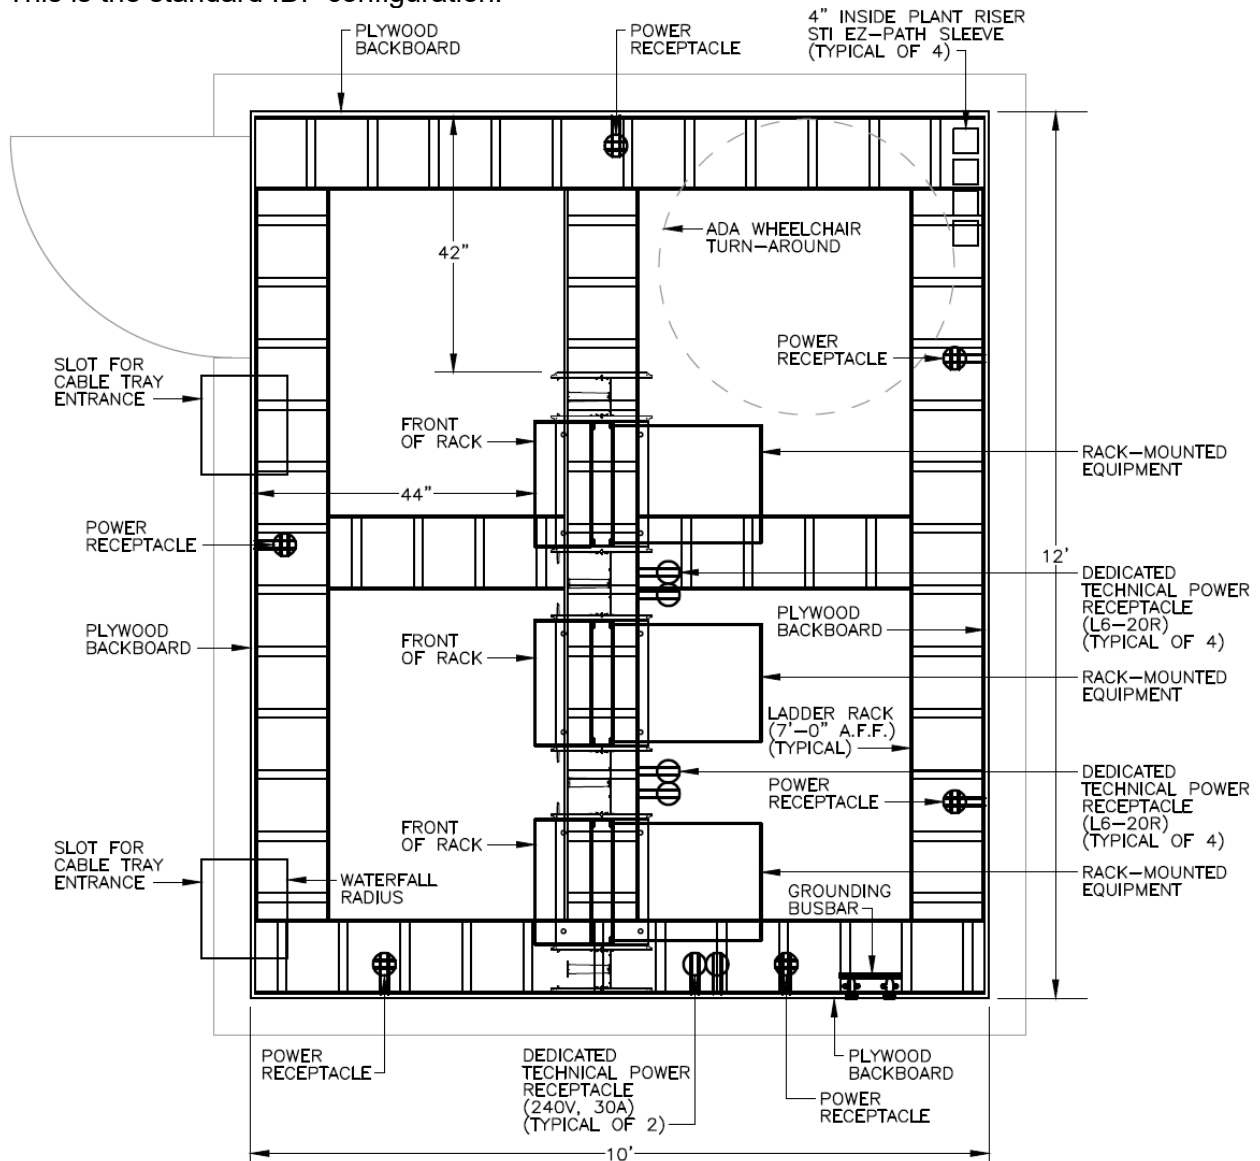 This is the standard IDF configuration.
PLYWOOD
BACKBOARD
POWER
RECEPTACLE
4" INSIDE PLANT RISER
STI EZ-PATH SLEEVE
(TYPICAL OF 4)
42"
ADA WHEELCHAIR
TURN-AROUND
SLOT FOR
CABLE TRAY
ENTRANCE
POWER
RECEPTACLE
FRONT
OF RACK
RACK-MOUNTED
EQUIPMENT
44"
POWER
RECEPTACLE
12'
DEDICATED
TECHNICAL POWER
RECEPTACLE
(L6-20R)
(TYPICAL OF 4)
PLYWOOD
BACKBOARD
PLYWOOD
BACKBOARD
FRONT
OF RACK
RACK-MOUNTED
EQUIPMENT
LADDER RACK
(7'-0" A.F.F.)
(TYPICAL)
POWER
RECEPTACLE
DEDICATED
TECHNICAL POWER
RECEPTACLE
(L6-20R)
(TYPICAL OF 4)
FRONT
OF RACK
SLOT FOR
CABLE TRAY
ENTRANCE
WATERFALL
RADIUS
GROUNDING
BUSBAR
RACK-MOUNTED
EQUIPMENT
POWER
RECEPTACLE
DEDICATED
TECHNICAL POWER
RECEPTACLE
(240V, 30A)
(TYPICAL OF 2)
PLYWOOD
BACKBOARD
POWER
RECEPTACLE
10'